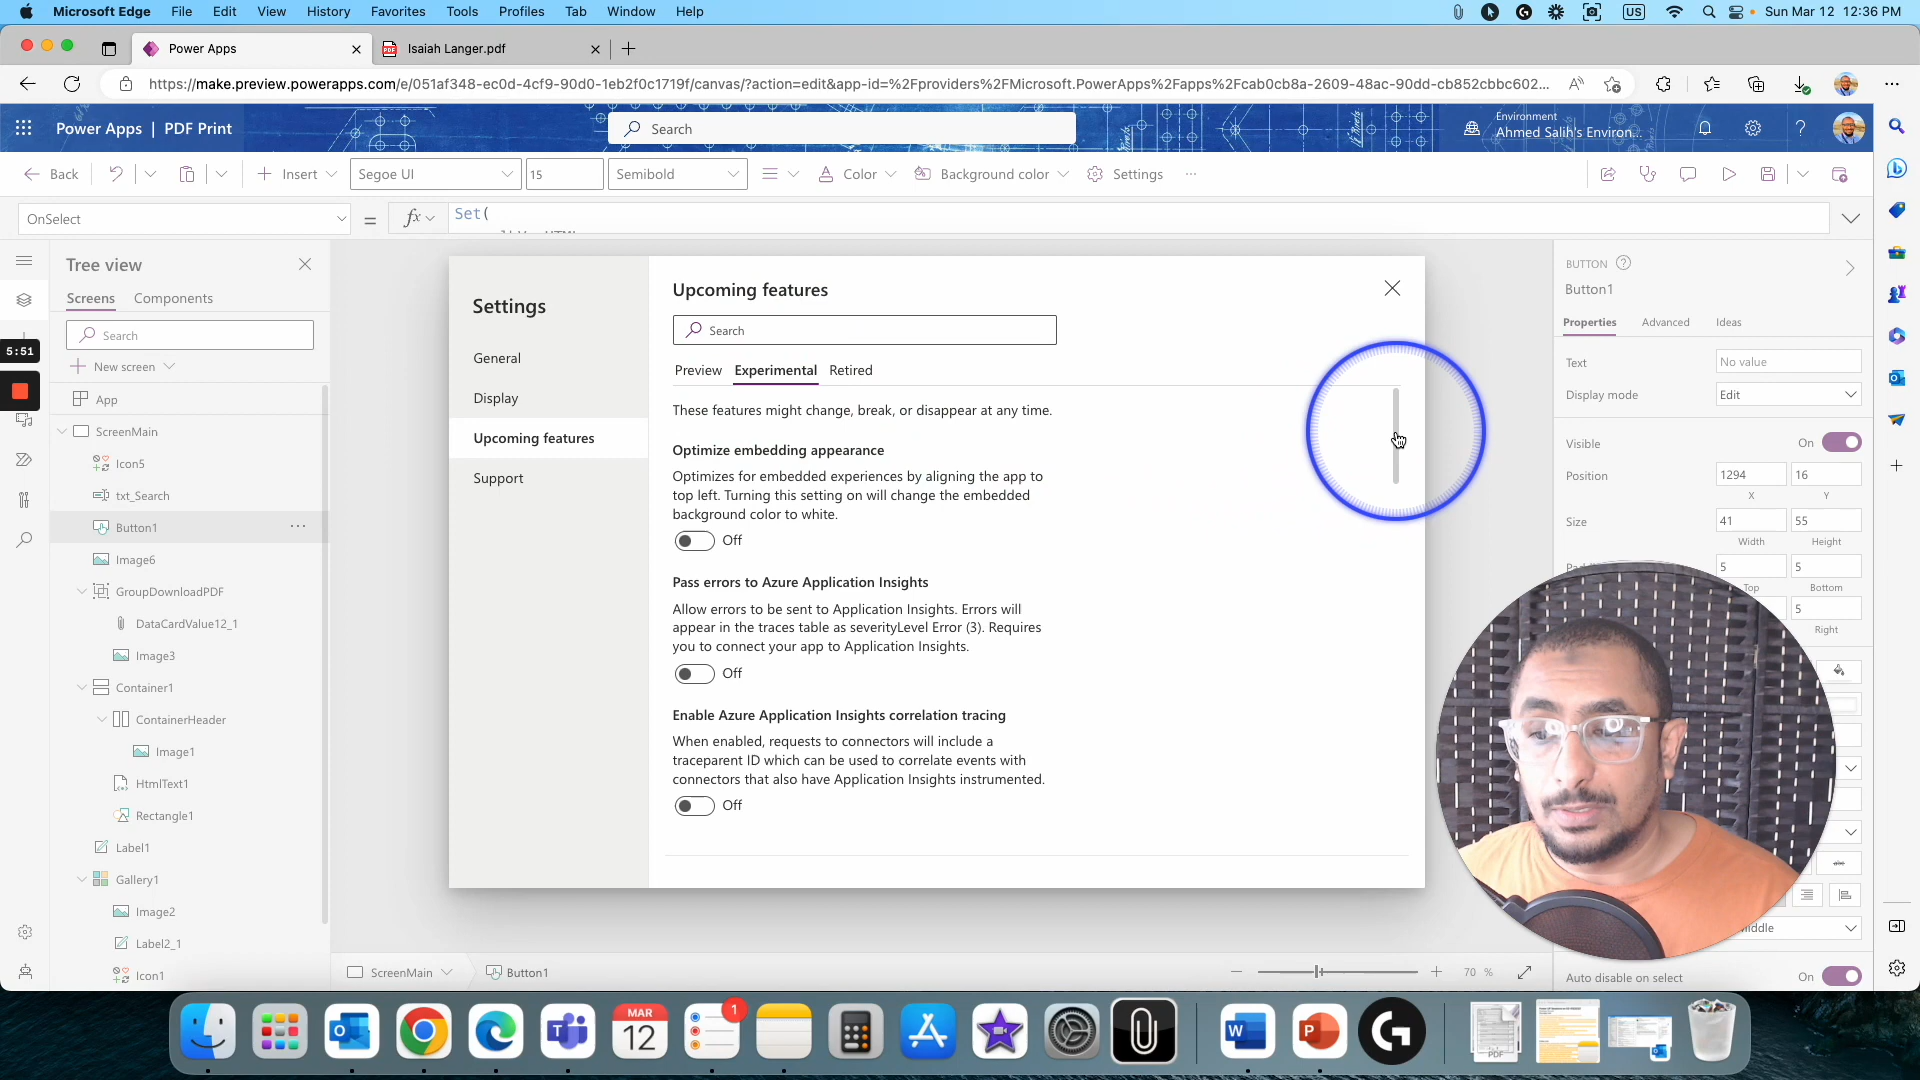 Microsoft Edge File Edit View History Favorites Tools Profiles Tab Window Help
US Sun Mar 12 12:36 PM
Power Apps
Isaiah Langer.pdf
https://make.preview.powerapps.com/e/051af348-ec0d-4cf9-90d0-1eb2f0c1719f/canvas/?action=edit&app-id=%2Fproviders%2FMicrosoft.PowerApps%2Fapps%2Fcab0cb8a-2609-48ac-90dd-cb852cbbc602...
Power Apps | PDF Print
Search
Environment
Ahmed Salih's Environ...
Back
Insert
Segoe UI
15
Semibold
Color
Background color
Settings
OnSelect
=
fx
Set(
Tree view
Screens
Components
Search
5:51
New screen
App
ScreenMain
Icon5
txt_Search
Button1
Image6
GroupDownloadPDF
DataCardValue12_1
Image3
Container1
ContainerHeader
Image1
HtmlText1
Rectangle1
Label1
Gallery1
Image2
Label2_1
Icon1
Settings
General
Display
Upcoming features
Support
Upcoming features
Search
Preview
Experimental
Retired
These features might change, break, or disappear at any time.
Optimize embedding appearance
Optimizes for embedded experiences by aligning the app to
top left. Turning this setting on will change the embedded
background color to white.
Off
Pass errors to Azure Application Insights
Allow errors to be sent to Application Insights. Errors will
appear in the traces table as severityLevel Error (3). Requires
you to connect your app to Application Insights.
Off
Enable Azure Application Insights correlation tracing
When enabled, requests to connectors will include a
traceparent ID which can be used to correlate events with
connectors that also have Application Insights instrumented.
Off
BUTTON
Button1
Properties
Advanced
Ideas
Text
No value
Display mode
Edit
Visible
On
Position
1294
16
X
Y
Size
41
55
Width
Height
5
5
Top
Bottom
5
Right
Auto disable on select
On
ScreenMain
Button1
70 %
MAR
12
1
PDF